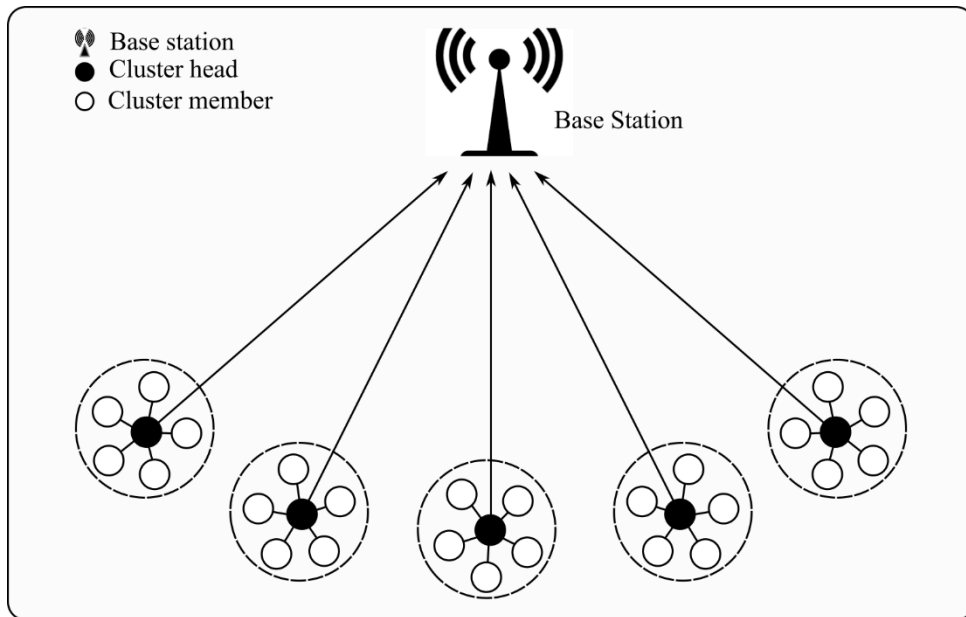 Base station
Cluster head
Cluster member
Base Station